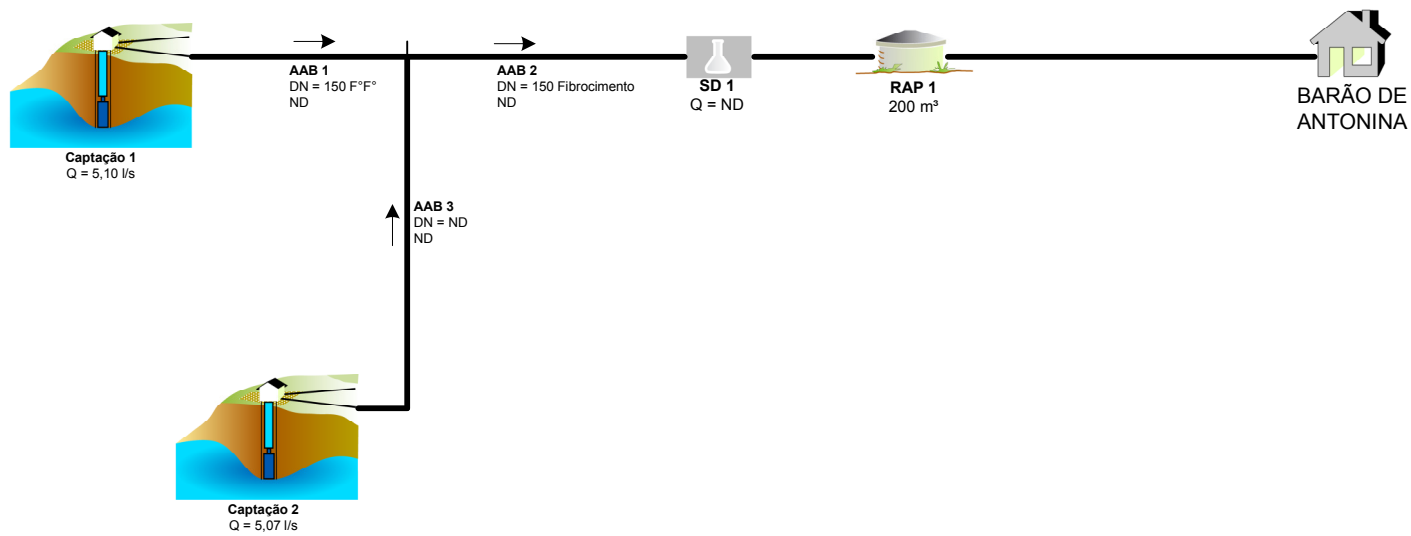 AAB 1
DN = 150 F°F°
ND
AAB 2
DN = 150 Fibrocimento
ND
SD 1
Q = ND
RAP 1
200 m³
BARÃO DE
ANTONINA
Captação 1
Q = 5,10 l/s
AAB 3
DN = ND
ND
Captação 2
Q = 5,07 l/s